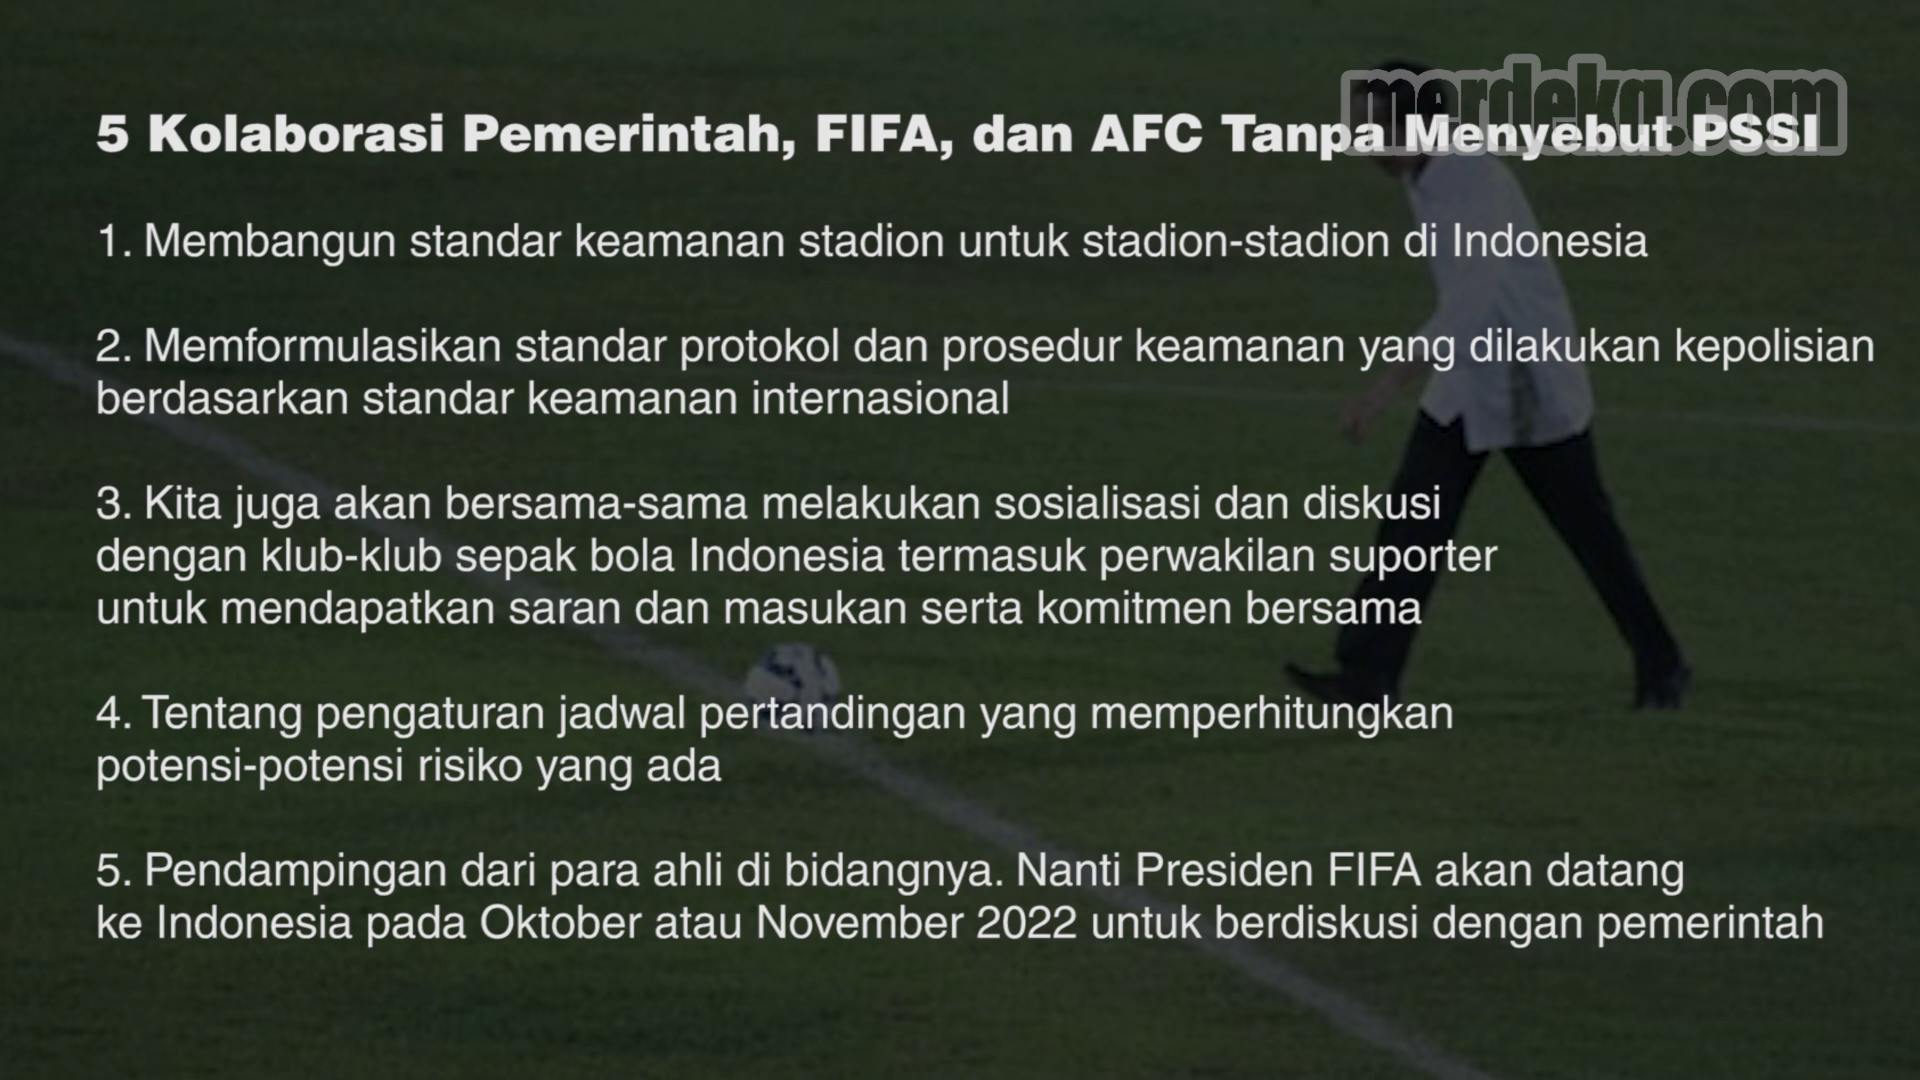 merdeka.com
5 Kolaborasi Pemerintah, FIFA, dan AFC Tanpa Menyebut PSSI
1. Membangun standar keamanan stadion untuk stadion-stadion di Indonesia
2. Memformulasikan standar protokol dan prosedur keamanan yang dilakukan kepolisian
berdasarkan standar keamanan internasional
3. Kita juga akan bersama-sama melakukan sosialisasi dan diskusi
dengan klub-klub sepak bola Indonesia termasuk perwakilan suporter
untuk mendapatkan saran dan masukan serta komitmen bersama
4. Tentang pengaturan jadwal pertandingan yang memperhitungkan
potensi-potensi risiko yang ada
5. Pendampingan dari para ahli di bidangnya. Nanti Presiden FIFA akan datang
ke Indonesia pada Oktober atau November 2022 untuk berdiskusi dengan pemerintah